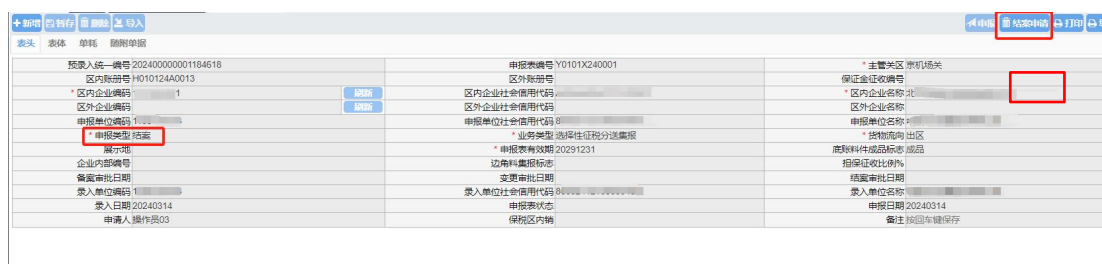 新增 暂存 删除 导入 申报 结案申请 打印
表头 表体 单耗 随附单据
预录入统一编号 202400000001184618 申报表编号 Y0101X240001 * 主管关区 京机场关
区内账册号 H010124A0013 区外账册号 保证金征收编号
* 区内企业编码 1 刷新 区内企业社会信用代码 * 区内企业名称 北
区外企业编码 刷新 区外企业社会信用代码 区外企业名称
申报单位编码 1 申报单位社会信用代码 8 申报单位名称
* 申报类型 结案 * 业务类型 选择性征税分送集报 * 货物流向 出区
展示地 * 申报表有效期 20291231 底账料件成品标志 成品
企业内部编号 边角料集报标志 担保征收比例%
备案审批日期 变更审批日期 结案审批日期
录入单位编码 1 录入单位社会信用代码 录入单位名称
录入日期 20240314 申报表状态 申报日期 20240314
申请人 操作员03 保税区内销 备注 按回车键保存